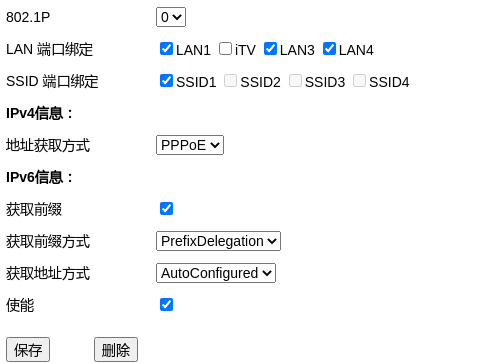 802.1P 0
LAN 端口绑定 LAN1 iTV LAN3 LAN4
SSID 端口绑定 SSID1 SSID2 SSID3 SSID4
IPv4信息：
地址获取方式 PPPoE
IPv6信息：
获取前缀
获取前缀方式 PrefixDelegation
获取地址方式 AutoConfigured
使能
保存 删除